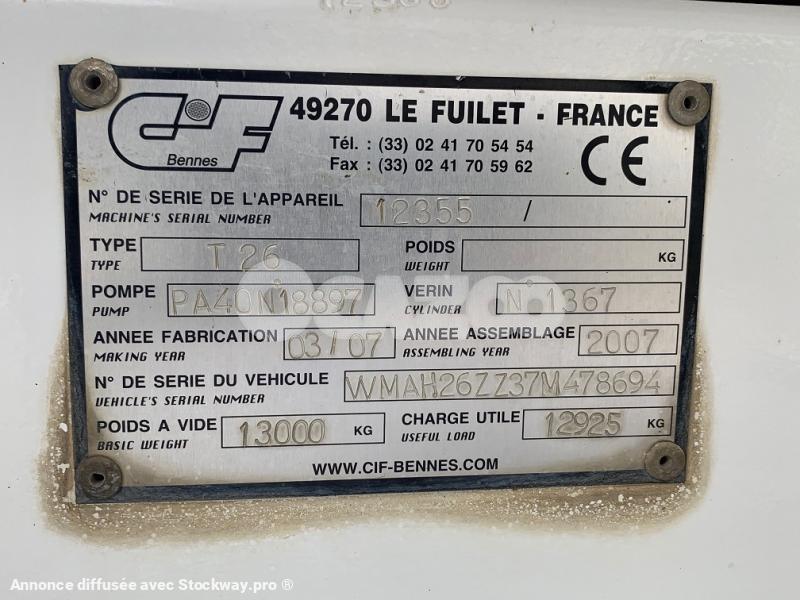 CiF
Bennes
49270 LE FUILET - FRANCE
Tél. : (33) 02 41 70 54 54
Fax : (33) 02 41 70 59 62
CE
N° DE SERIE DE L'APPAREIL 12355 /
MACHINE'S SERIAL NUMBER
TYPE T 26 POIDS KG
TYPE WEIGHT
POMPE PA40N°18897 VERIN N°1367
PUMP CYLINDER
ANNEE FABRICATION 03/07 ANNEE ASSEMBLAGE 2007
MAKING YEAR ASSEMBLING YEAR
N° DE SERIE DU VEHICULE WMAH26ZZ37M478694
VEHICLE'S SERIAL NUMBER
POIDS A VIDE 13000 KG CHARGE UTILE 12925 KG
BASIC WEIGHT USEFUL LOAD
WWW.CIF-BENNES.COM
Annonce diffusée avec Stockway.pro ®